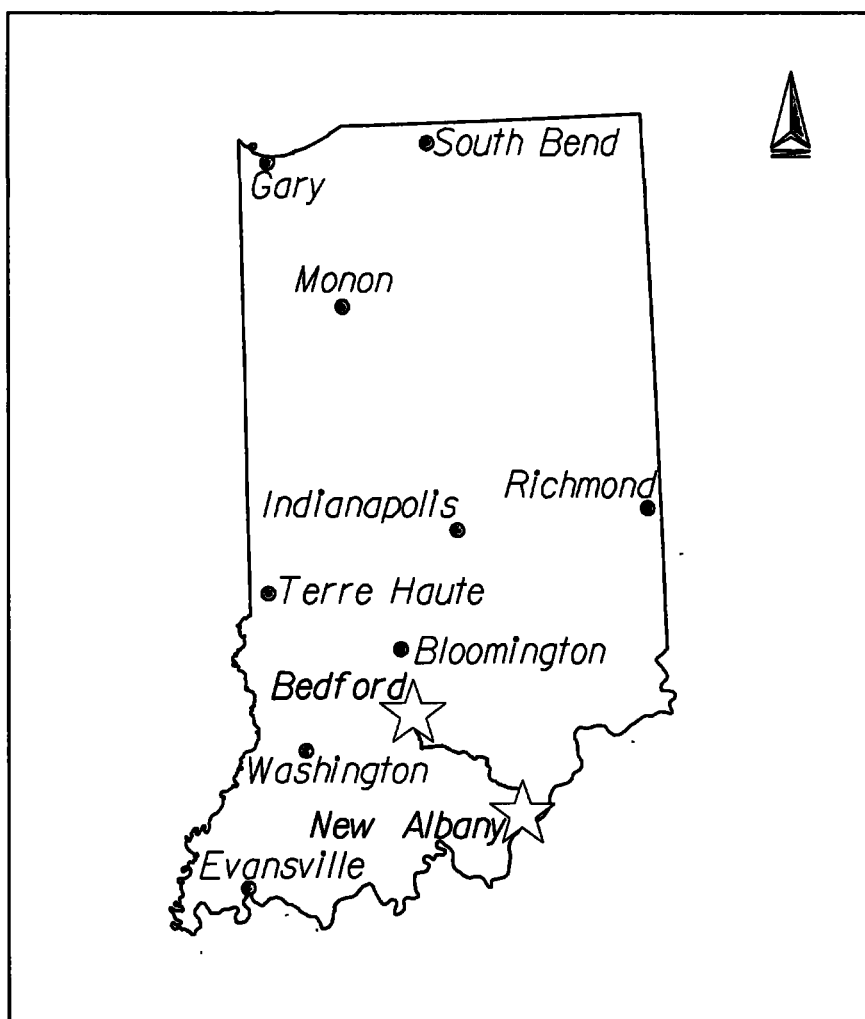 South Bend
Gary
Monon
Richmond
Indianapolis
Terre Haute
Bloomington
Bedford
Washington
New Albany
Evansville